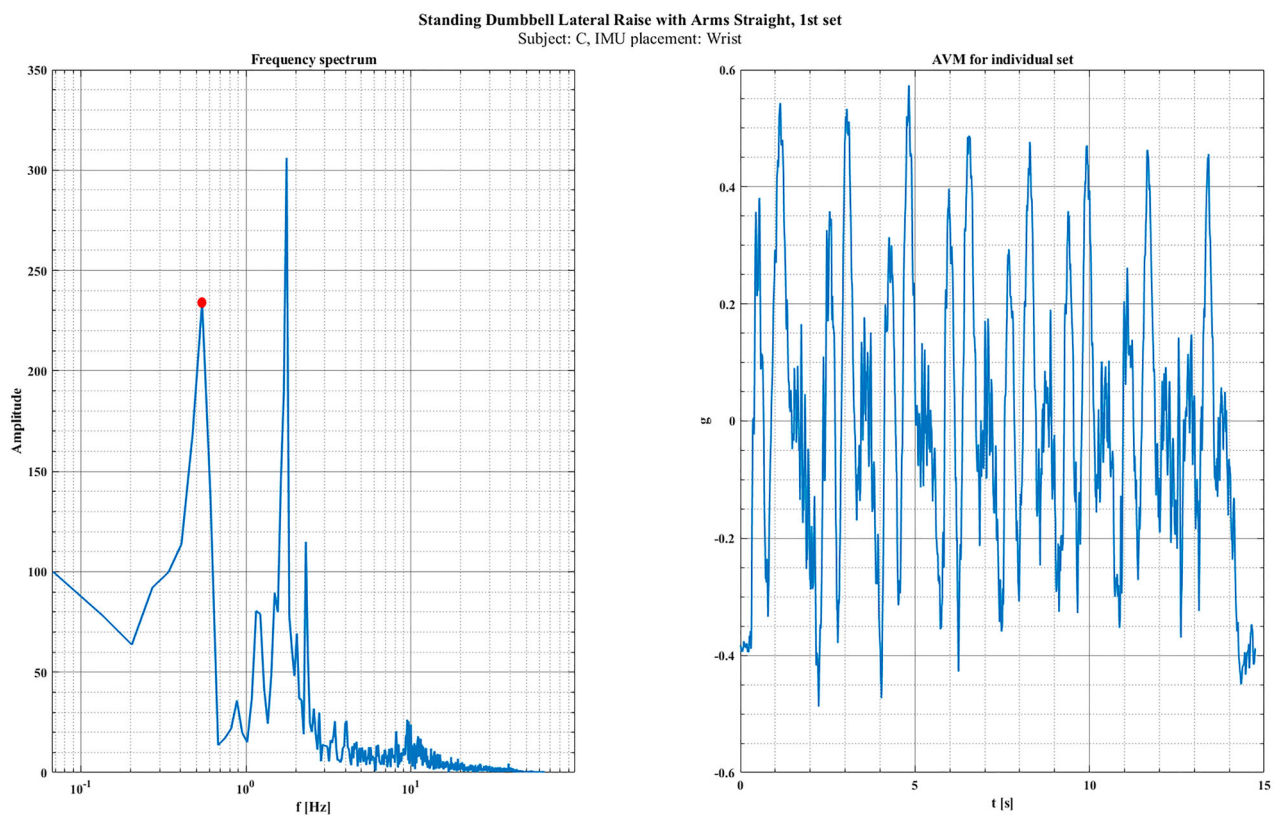 Standing Dumbbell Lateral Raise with Arms Straight, 1st set
Subject: C, IMU placement: Wrist
Frequency spectrum
350
300
250
200
150
100
50
0
Amplitude
10-1
100
101
f [Hz]
AVM for individual set
0.6
0.4
0.2
0
-0.2
-0.4
-0.6
g
0
5
10
15
t [s]